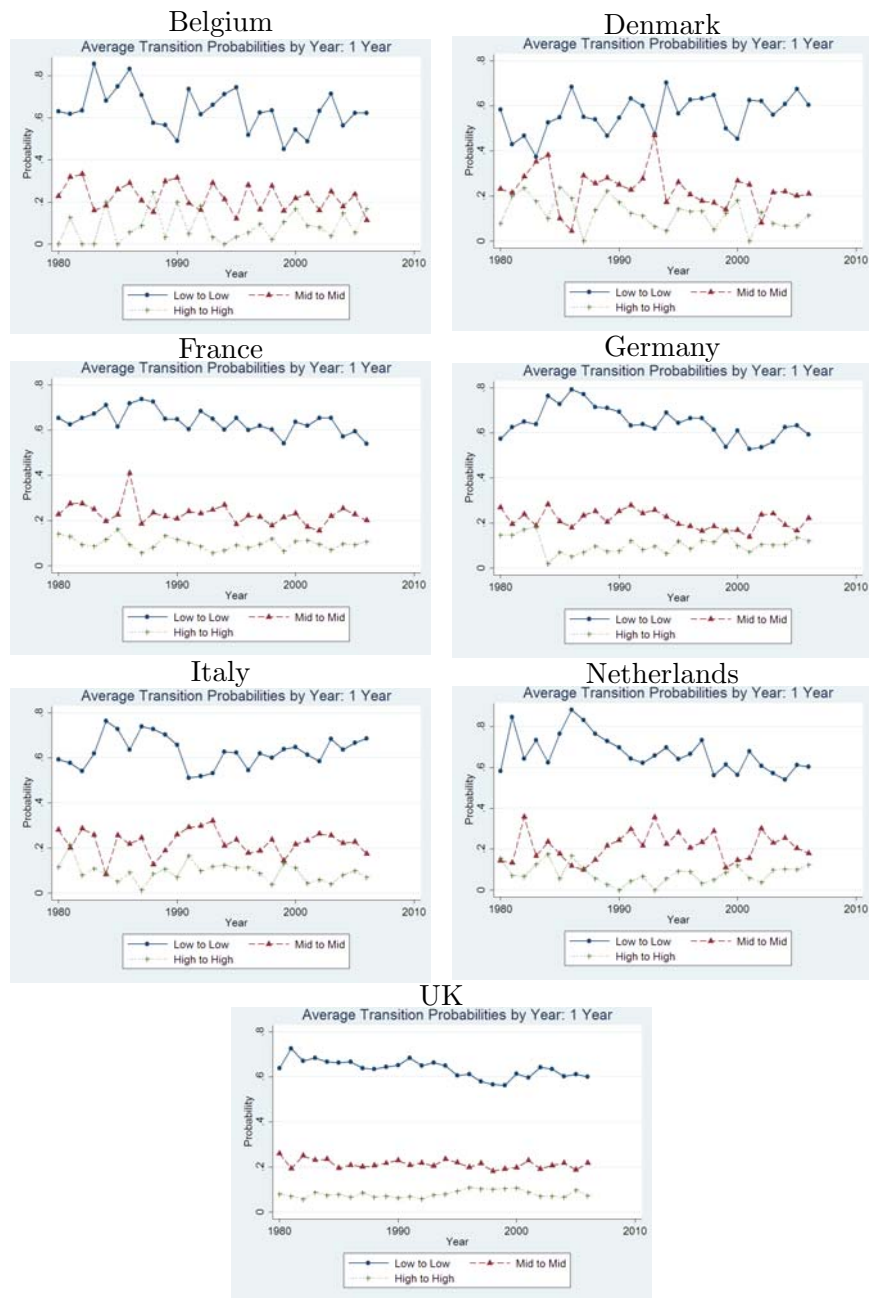 Belgium
Average Transition Probabilities by Year: 1 Year
Probability
.8
.6
.4
.2
0
1980 1990 2000 2010
Year
Low to Low Mid to Mid
High to High
Denmark
Average Transition Probabilities by Year: 1 Year
Probability
.8
.6
.4
.2
0
1980 1990 2000 2010
Year
Low to Low Mid to Mid
High to High
France
Average Transition Probabilities by Year: 1 Year
Probability
.8
.6
.4
.2
0
1980 1990 2000 2010
Year
Low to Low Mid to Mid
High to High
Germany
Average Transition Probabilities by Year: 1 Year
Probability
.8
.6
.4
.2
0
1980 1990 2000 2010
Year
Low to Low Mid to Mid
High to High
Italy
Average Transition Probabilities by Year: 1 Year
Probability
.8
.6
.4
.2
0
1980 1990 2000 2010
Year
Low to Low Mid to Mid
High to High
Netherlands
Average Transition Probabilities by Year: 1 Year
Probability
.8
.6
.4
.2
0
1980 1990 2000 2010
Year
Low to Low Mid to Mid
High to High
UK
Average Transition Probabilities by Year: 1 Year
Probability
.8
.6
.4
.2
0
1980 1990 2000 2010
Year
Low to Low Mid to Mid
High to High